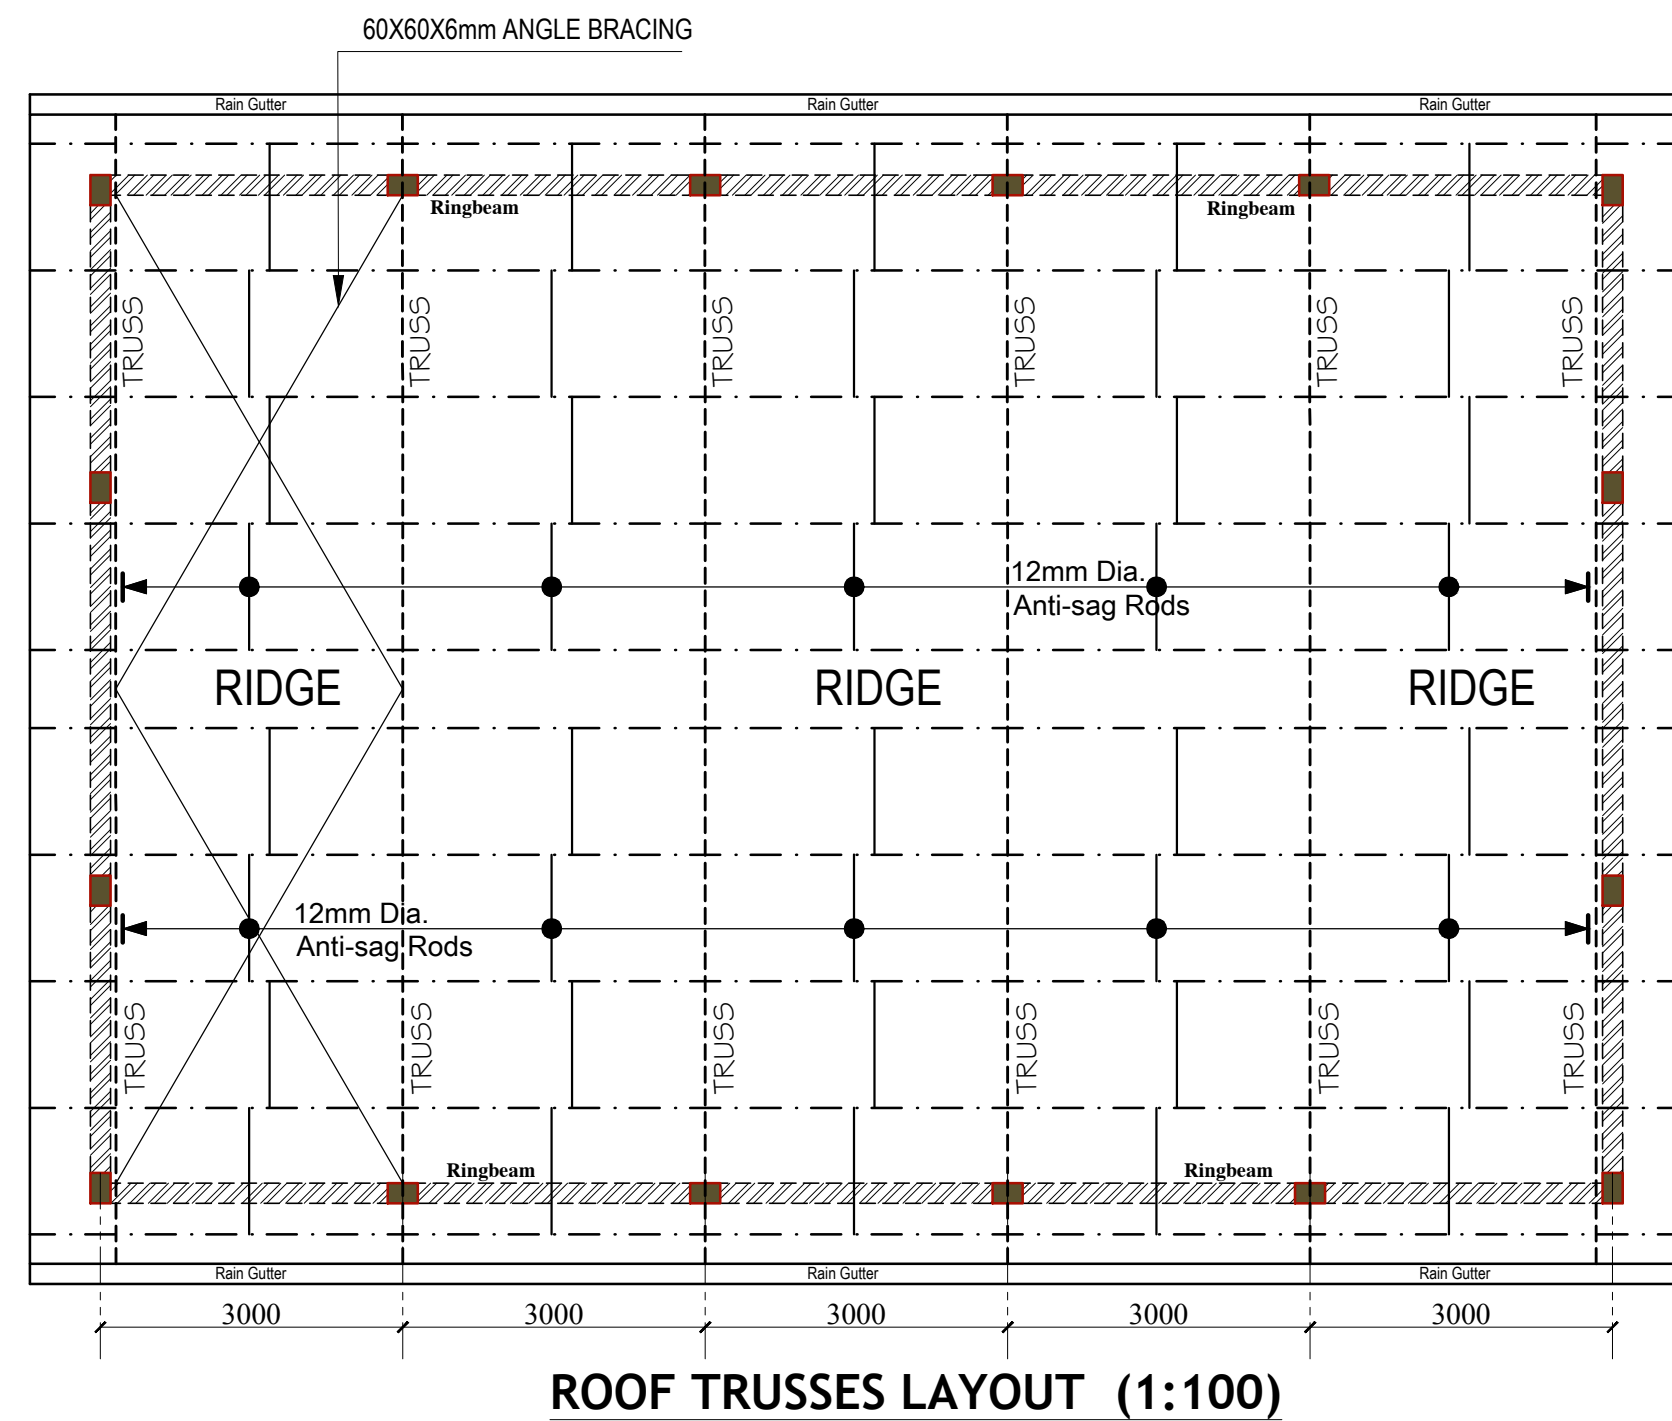 60X60X6mm ANGLE BRACING
Rain Gutter Rain Gutter Rain Gutter
Ringbeam Ringbeam
TRUSS TRUSS TRUSS TRUSS TRUSS TRUSS
12mm Dia.
Anti-sag Rods
RIDGE RIDGE RIDGE
12mm Dia.
Anti-sag Rods
TRUSS TRUSS TRUSS TRUSS TRUSS TRUSS
Ringbeam Ringbeam
Rain Gutter Rain Gutter Rain Gutter
3000 3000 3000 3000 3000
ROOF TRUSSES LAYOUT (1:100)